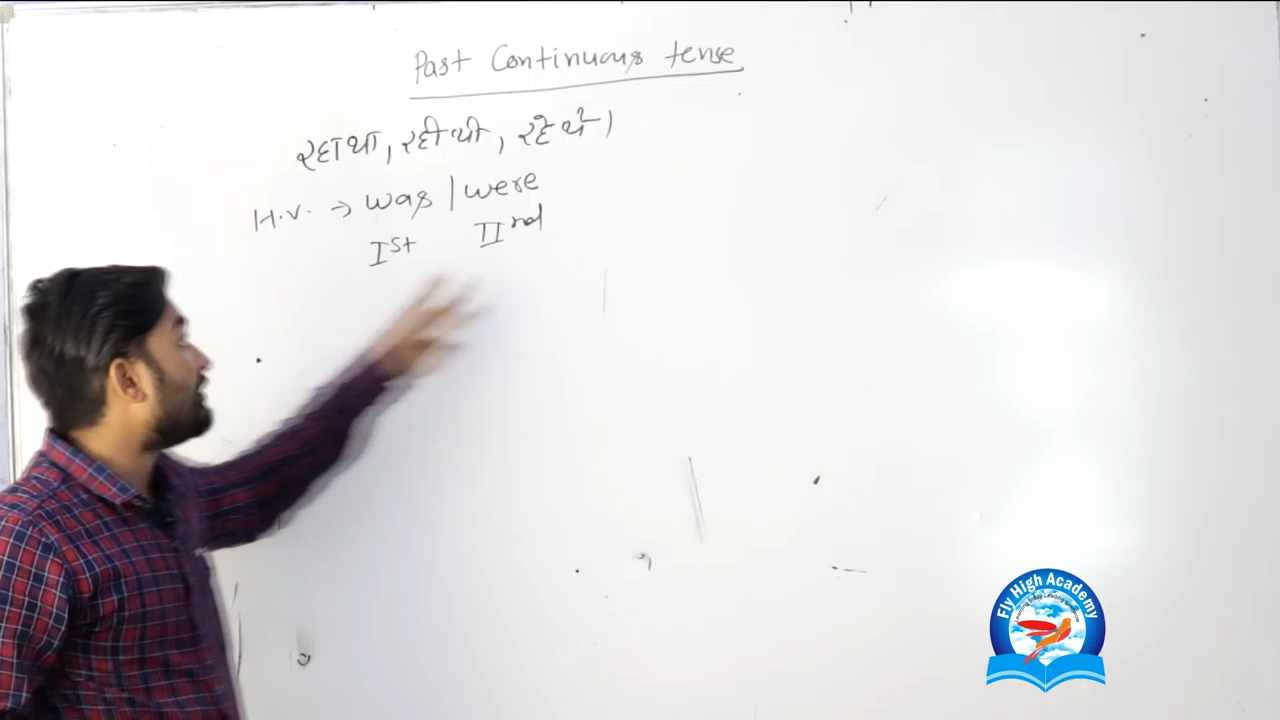 Past Continuous tense
रहा था, रही थी, रहे थे।
H.V. → was | were
Ist IInd
Fly High Academy